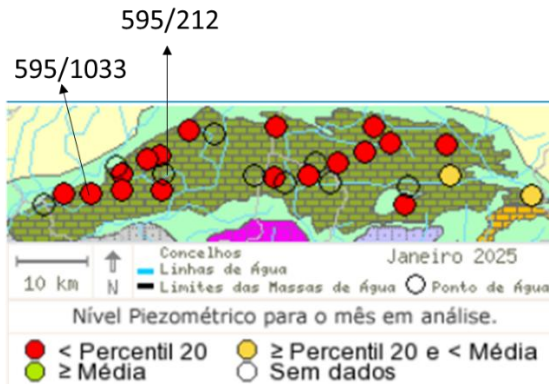 595/212
595/1033
Concelhos
Linhas de Água
Limites das Massas de Água
Janeiro 2025
Ponto de Água
10 km
N
Nível Piezométrico para o mês em análise.
< Percentil 20
≥ Percentil 20 e < Média
≥ Média
Sem dados